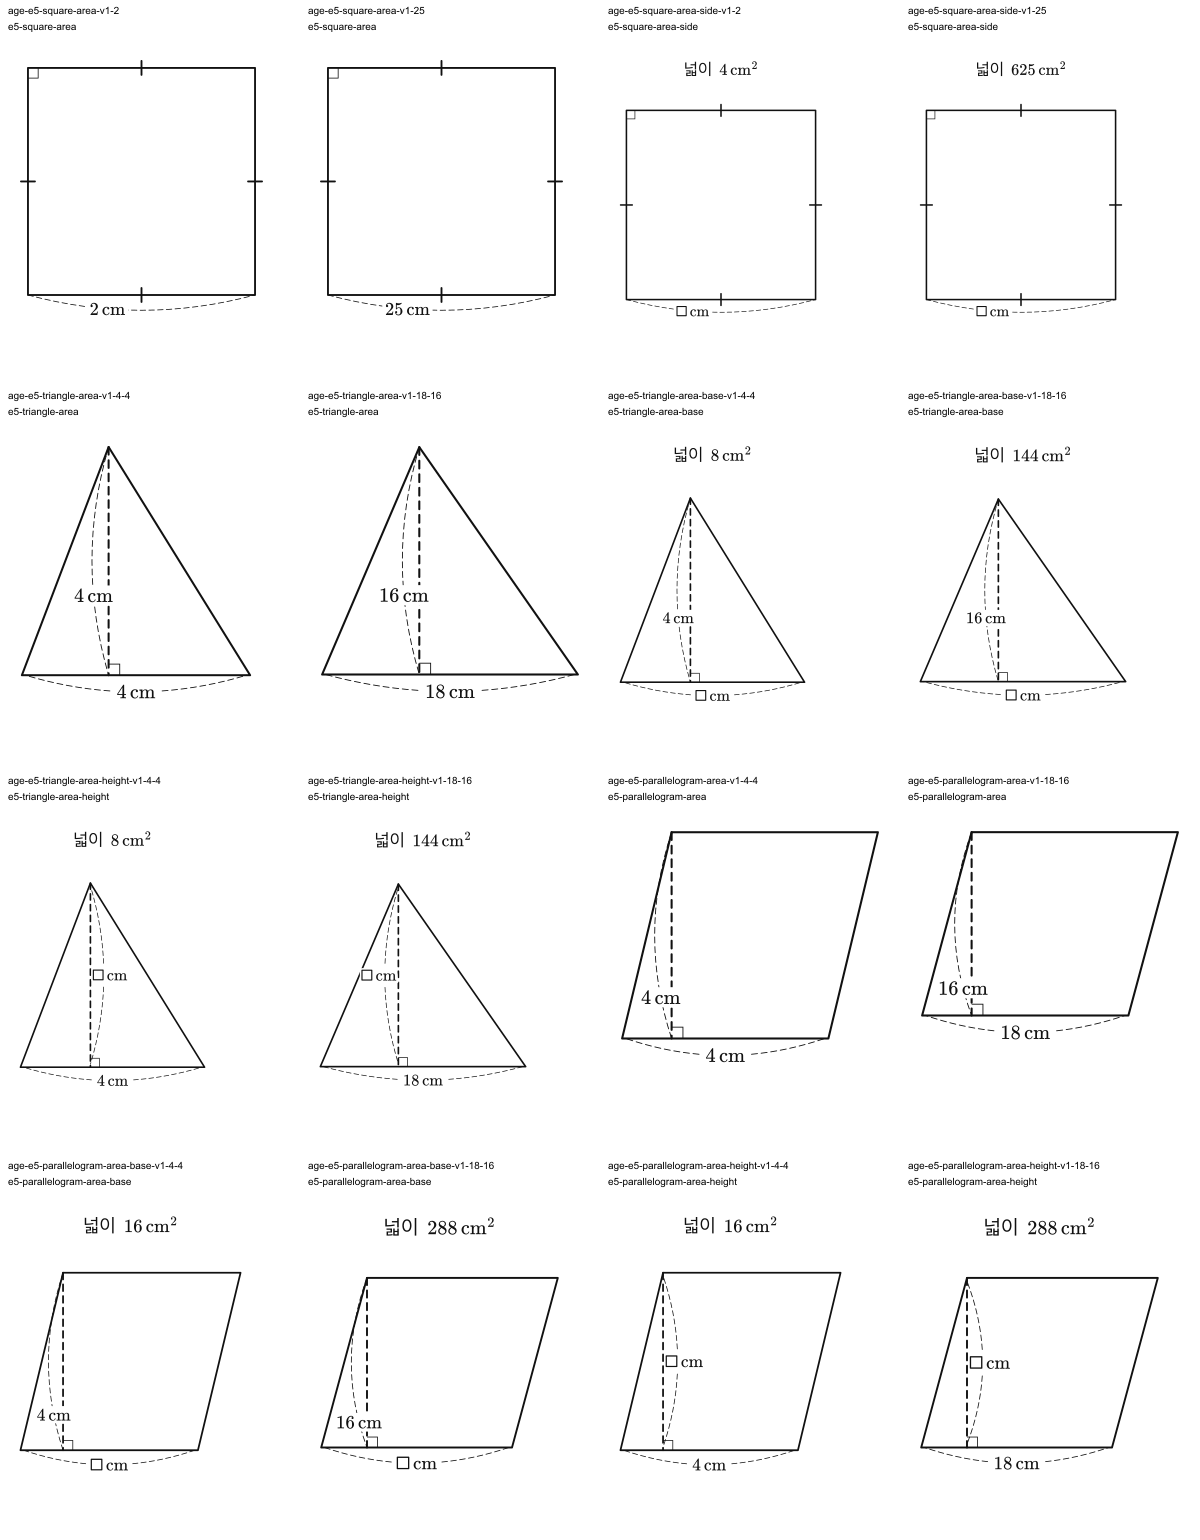 age-e5-square-area-v1-2
e5-square-area
2 cm
age-e5-square-area-v1-25
e5-square-area
25 cm
age-e5-square-area-side-v1-2
e5-square-area-side
넓이 4 cm²
□ cm
age-e5-square-area-side-v1-25
e5-square-area-side
넓이 625 cm²
□ cm
age-e5-triangle-area-v1-4-4
e5-triangle-area
4 cm
4 cm
age-e5-triangle-area-v1-18-16
e5-triangle-area
16 cm
18 cm
age-e5-triangle-area-base-v1-4-4
e5-triangle-area-base
넓이 8 cm²
4 cm
□ cm
age-e5-triangle-area-base-v1-18-16
e5-triangle-area-base
넓이 144 cm²
16 cm
□ cm
age-e5-triangle-area-height-v1-4-4
e5-triangle-area-height
넓이 8 cm²
□ cm
4 cm
age-e5-triangle-area-height-v1-18-16
e5-triangle-area-height
넓이 144 cm²
□ cm
18 cm
age-e5-parallelogram-area-v1-4-4
e5-parallelogram-area
4 cm
4 cm
age-e5-parallelogram-area-v1-18-16
e5-parallelogram-area
16 cm
18 cm
age-e5-parallelogram-area-base-v1-4-4
e5-parallelogram-area-base
넓이 16 cm²
4 cm
□ cm
age-e5-parallelogram-area-base-v1-18-16
e5-parallelogram-area-base
넓이 288 cm²
16 cm
□ cm
age-e5-parallelogram-area-height-v1-4-4
e5-parallelogram-area-height
넓이 16 cm²
□ cm
4 cm
age-e5-parallelogram-area-height-v1-18-16
e5-parallelogram-area-height
넓이 288 cm²
□ cm
18 cm